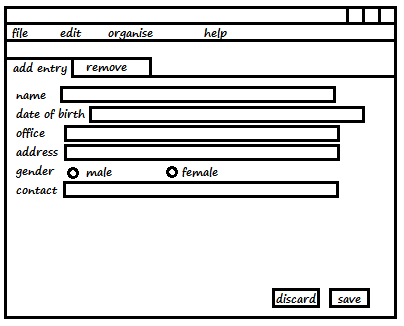 file edit organise help
add entry remove
name
date of birth
office
address
gender male female
contact
discard save